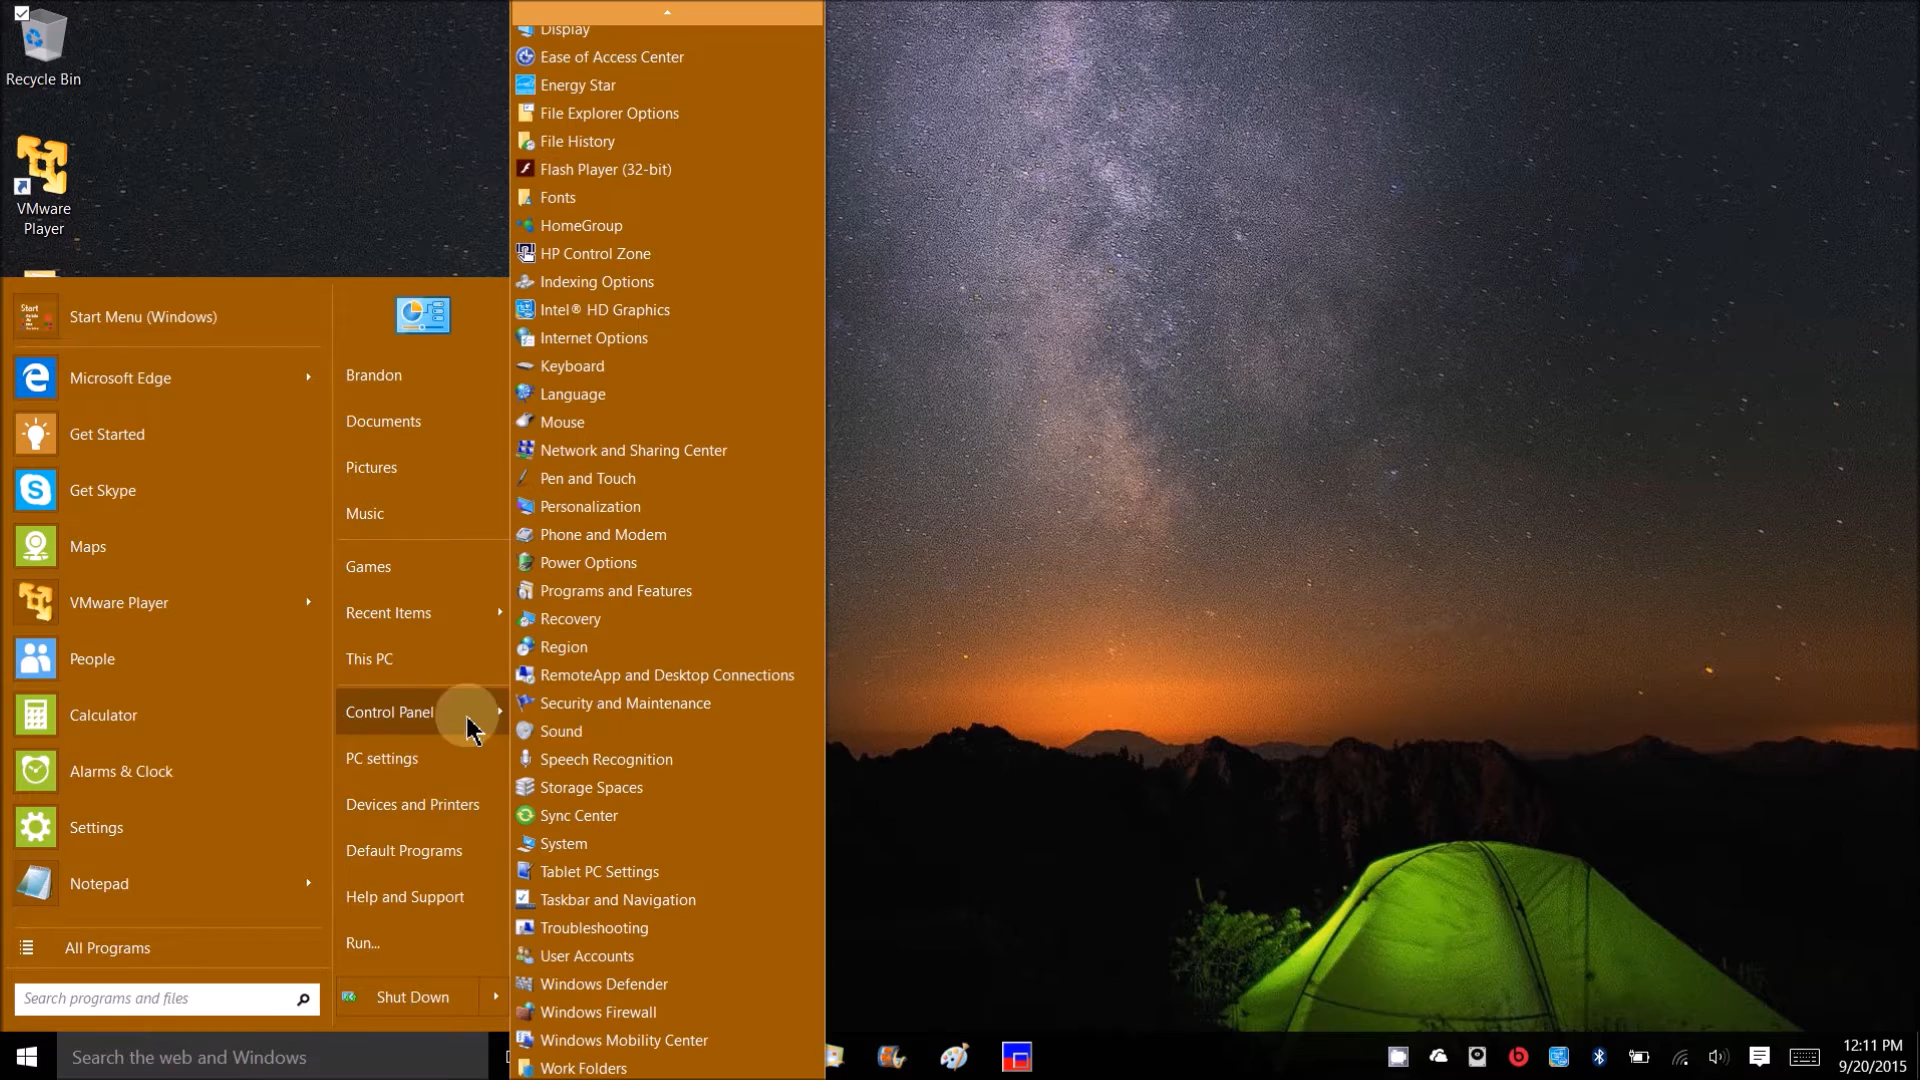 Recycle Bin
VMware
Player
Start
Start Menu (Windows)
Microsoft Edge
Get Started
Get Skype
Maps
VMware Player
People
Calculator
Alarms & Clock
Settings
Notepad
All Programs
Search programs and files
Brandon
Documents
Pictures
Music
Games
Recent Items
This PC
Control Panel
PC settings
Devices and Printers
Default Programs
Help and Support
Run...
Shut Down
Display
Ease of Access Center
Energy Star
File Explorer Options
File History
Flash Player (32-bit)
Fonts
HomeGroup
HP Control Zone
Indexing Options
Intel® HD Graphics
Internet Options
Keyboard
Language
Mouse
Network and Sharing Center
Pen and Touch
Personalization
Phone and Modem
Power Options
Programs and Features
Recovery
Region
RemoteApp and Desktop Connections
Security and Maintenance
Sound
Speech Recognition
Storage Spaces
Sync Center
System
Tablet PC Settings
Taskbar and Navigation
Troubleshooting
User Accounts
Windows Defender
Windows Firewall
Windows Mobility Center
Work Folders
Search the web and Windows
12:11 PM
9/20/2015